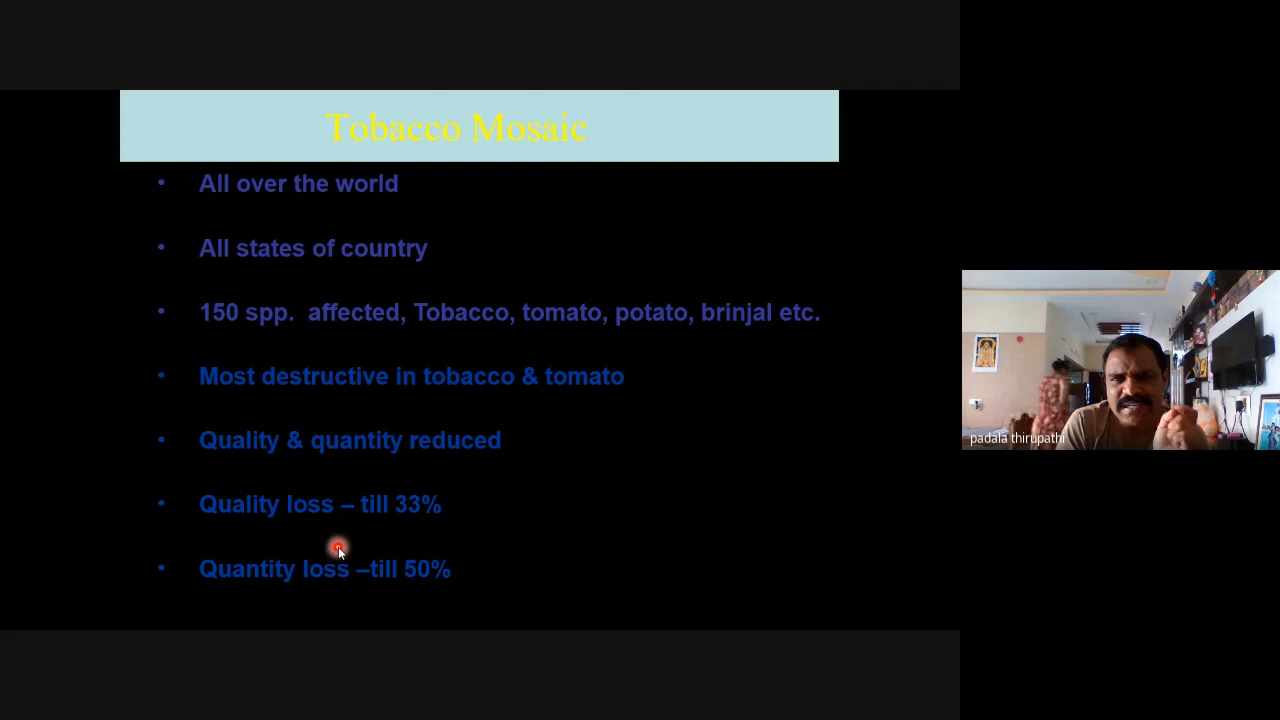 Tobacco Mosaic
• All over the world
• All states of country
• 150 spp. affected, Tobacco, tomato, potato, brinjal etc.
• Most destructive in tobacco & tomato
• Quality & quantity reduced
• Quality loss – till 33%
• Quantity loss –till 50%
padala thirupathi